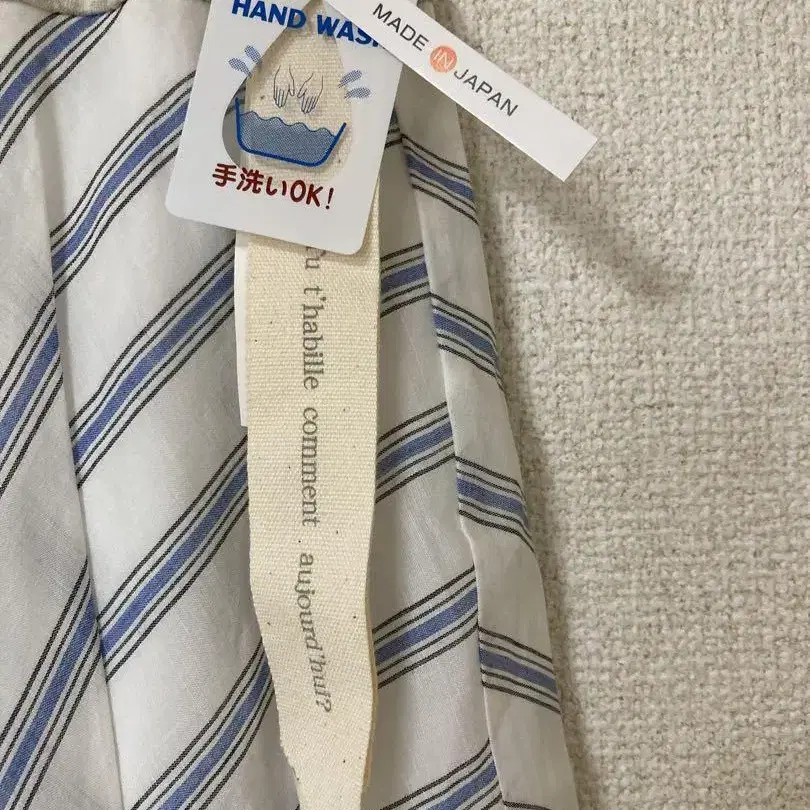 HAND WASH
手洗いOK!
MADE IN JAPAN
t'habille comment aujourd'hui?